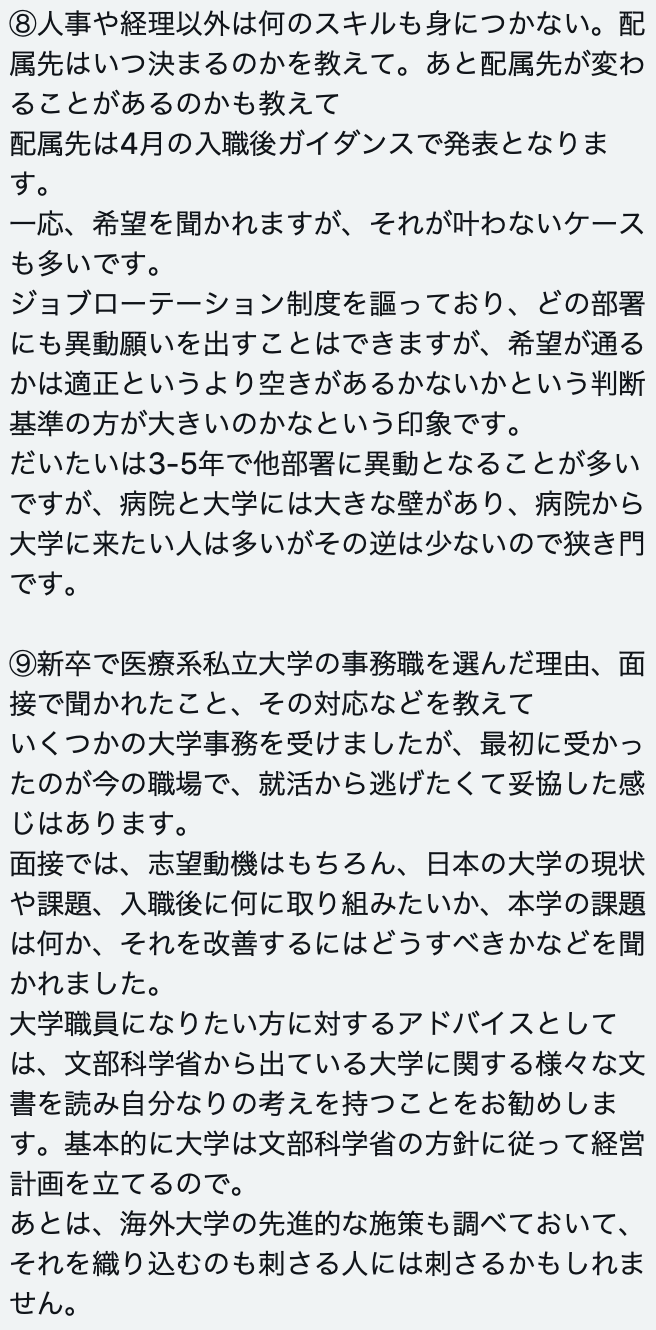 ⑧人事や経理以外は何のスキルも身につかない。配
属先はいつ決まるのかを教えて。あと配属先が変わ
ることがあるのかも教えて
配属先は4月の入職後ガイダンスで発表となりま
す。
一応、希望を聞かれますが、それが叶わないケース
も多いです。
ジョブローテーション制度を謳っており、どの部署
にも異動願いを出すことはできますが、希望が通る
かは適正というより空きがあるかないかという判断
基準の方が大きいのかなという印象です。
だいたいは3-5年で他部署に異動となることが多い
ですが、病院と大学には大きな壁があり、病院から
大学に来たい人は多いがその逆は少ないので狭き門
です。
⑨新卒で医療系私立大学の事務職を選んだ理由、面
接で聞かれたこと、その対応などを教えて
いくつかの大学事務を受けましたが、最初に受かっ
たのが今の職場で、就活から逃げたくて妥協した感
じはあります。
面接では、志望動機はもちろん、日本の大学の現状
や課題、入職後に何に取り組みたいか、本学の課題
は何か、それを改善するにはどうすべきかなどを聞
かれました。
大学職員になりたい方に対するアドバイスとして
は、文部科学省から出ている大学に関する様々な文
書を読み自分なりの考えを持つことをお勧めしま
す。基本的に大学は文部科学省の方針に従って経営
計画を立てるので。
あとは、海外大学の先進的な施策も調べておいて、
それを織り込むのも刺さる人には刺さるかもしれま
せん。